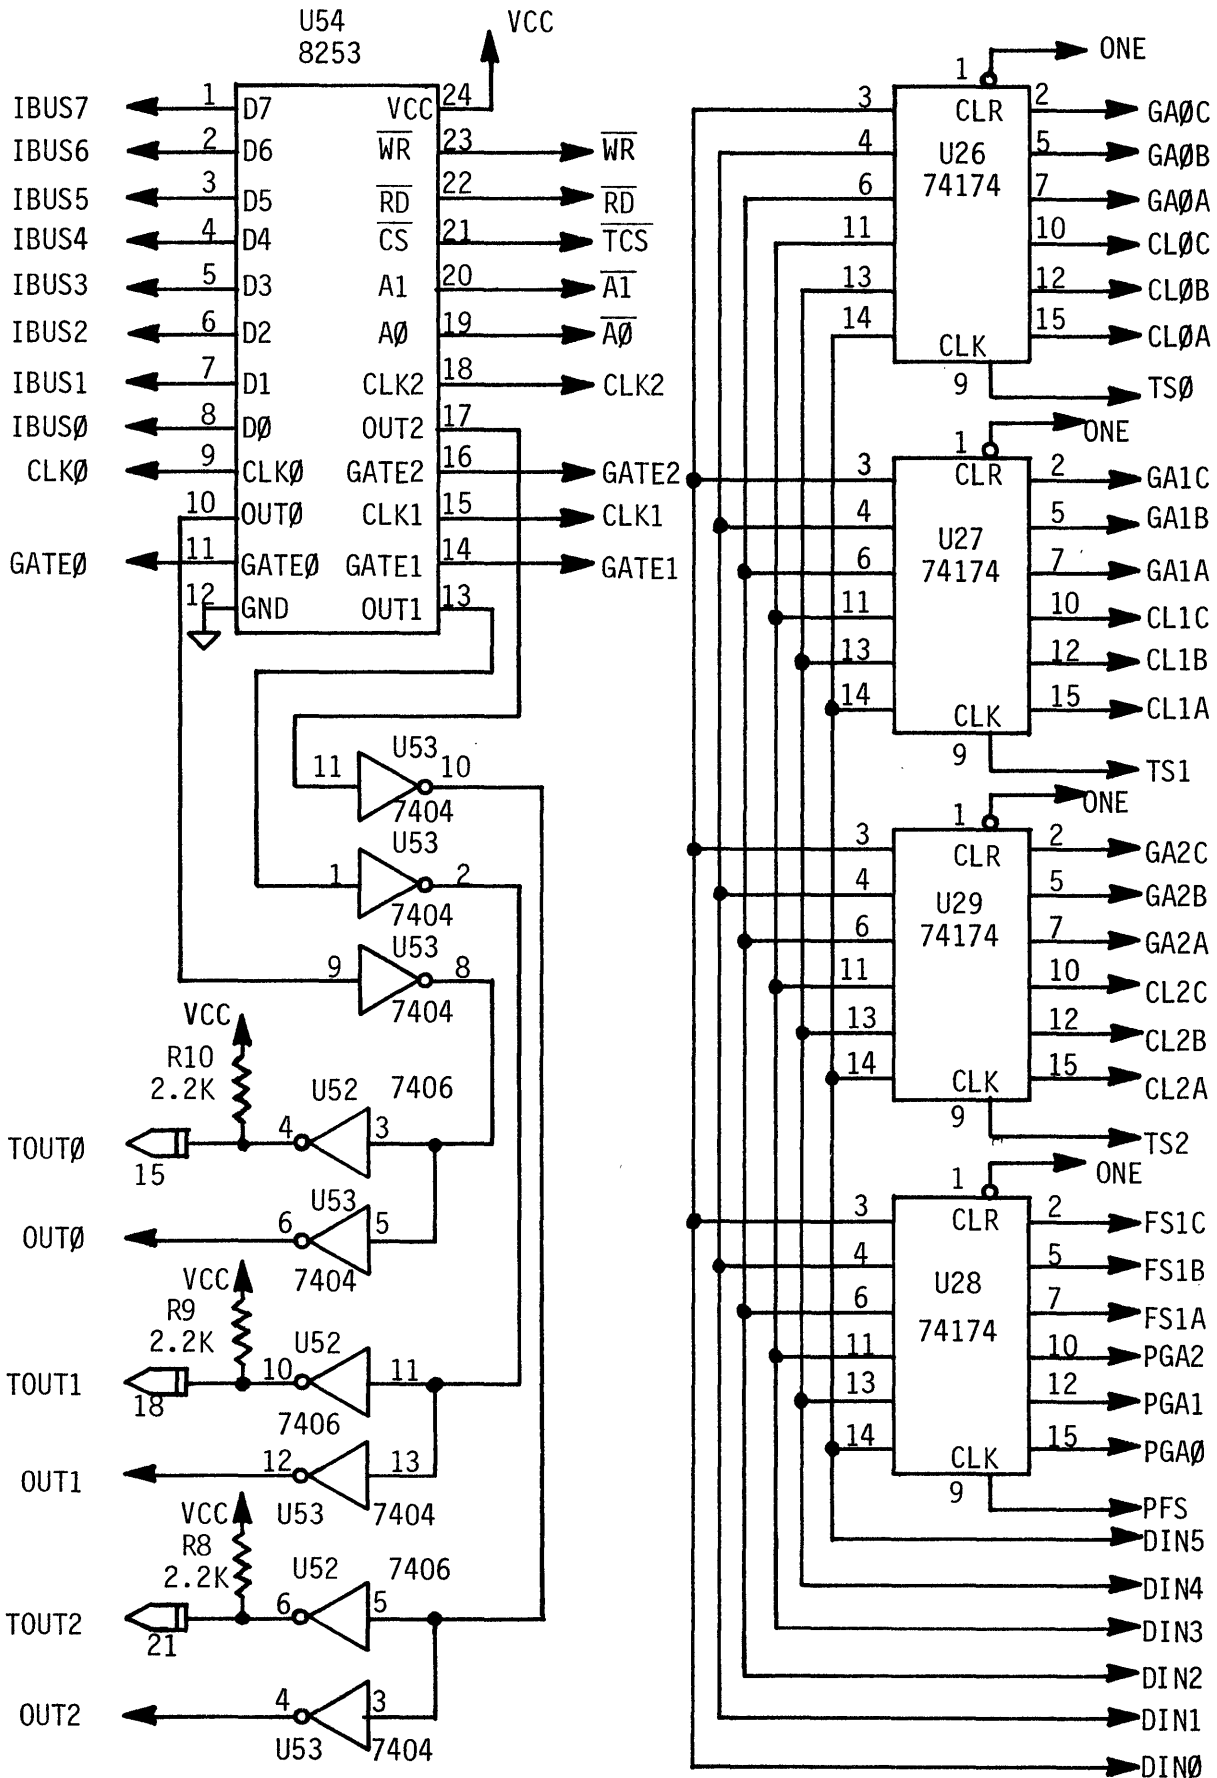 U54
8253
VCC
IBUS7 1 D7 VCC 24
IBUS6 2 D6 WR 23 WR
IBUS5 3 D5 RD 22 RD
IBUS4 4 D4 CS 21 TCS
IBUS3 5 D3 A1 20 A1
IBUS2 6 D2 AØ 19 AØ
IBUS1 7 D1 CLK2 18 CLK2
IBUSØ 8 DØ OUT2 17
CLKØ 9 CLKØ GATE2 16 GATE2
10 OUTØ CLK1 15 CLK1
GATEØ 11 GATEØ GATE1 14 GATE1
12 GND OUT1 13
U53
11 10
7404
U53
1 2
7404
U53
9 8
7404
VCC
R10
2.2K
U52 7406
TOUTØ 15 4 3
U53
OUTØ 6 5
7404
VCC
R9
2.2K
U52
TOUT1 18 10 11
7406
OUT1 12 13
U53 7404
VCC
R8
2.2K
U52 7406
TOUT2 21 6 5
OUT2 4 3
U53 7404
1 ONE
CLR
U26
74174
3 2 GAØC
4 5 GAØB
6 7 GAØA
11 10 CLØC
13 12 CLØB
14 15 CLØA
CLK
9 TSØ
1 ONE
CLR
U27
74174
3 2 GA1C
4 5 GA1B
6 7 GA1A
11 10 CL1C
13 12 CL1B
14 15 CL1A
CLK
9 TS1
1 ONE
CLR
U29
74174
3 2 GA2C
4 5 GA2B
6 7 GA2A
11 10 CL2C
13 12 CL2B
14 15 CL2A
CLK
9 TS2
1 ONE
CLR
U28
74174
3 2 FS1C
4 5 FS1B
6 7 FS1A
11 10 PGA2
13 12 PGA1
14 15 PGAØ
CLK
9 PFS
DIN5
DIN4
DIN3
DIN2
DIN1
DINØ